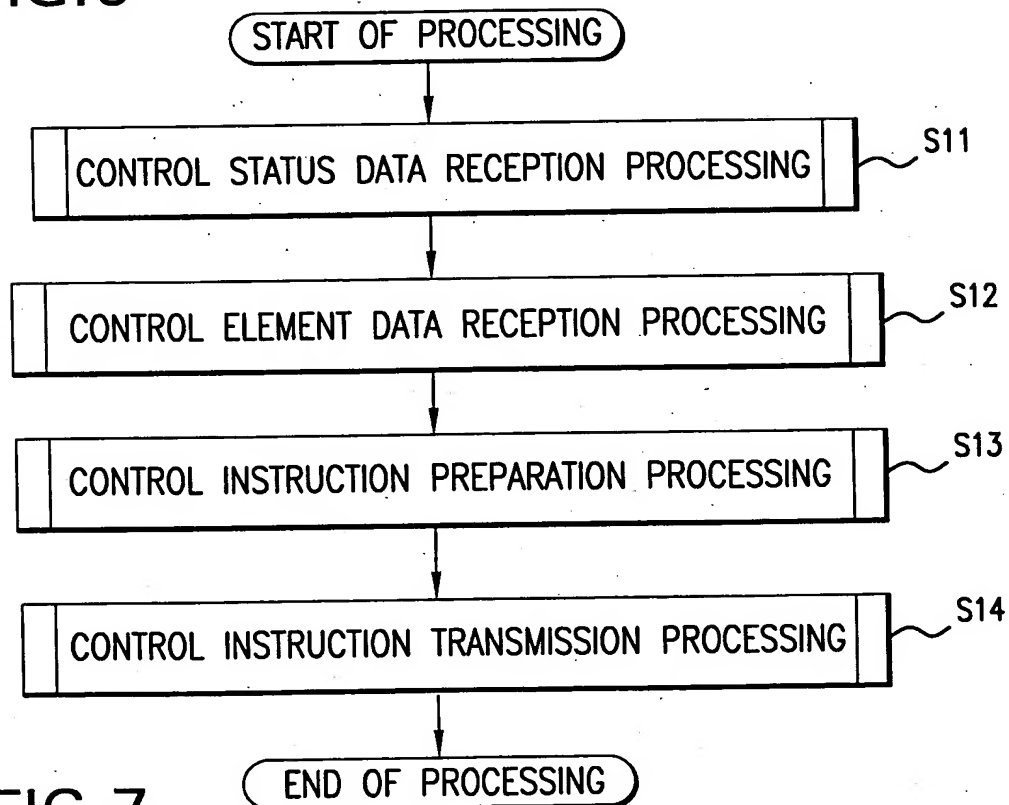 START OF PROCESSING
CONTROL STATUS DATA RECEPTION PROCESSING
S11
CONTROL ELEMENT DATA RECEPTION PROCESSING
S12
CONTROL INSTRUCTION PREPARATION PROCESSING
S13
CONTROL INSTRUCTION TRANSMISSION PROCESSING
S14
END OF PROCESSING